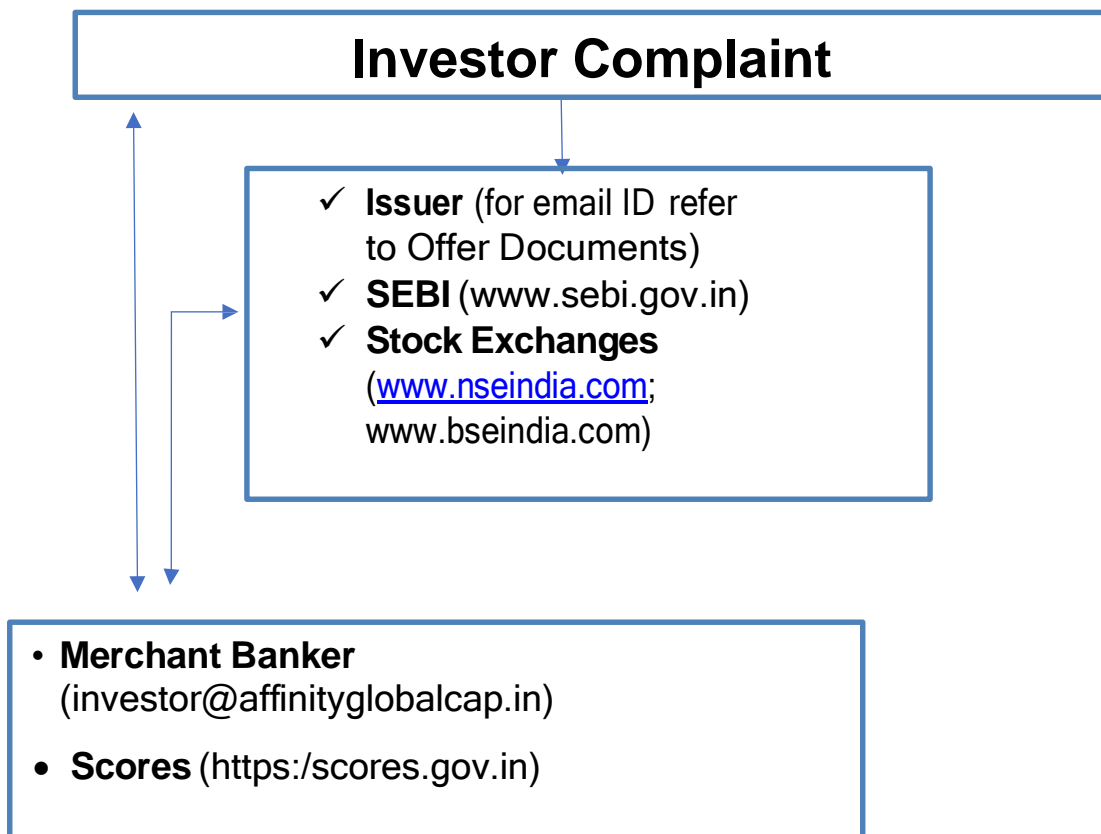 Investor Complaint
✓ Issuer (for email ID refer
to Offer Documents)
✓ SEBI (www.sebi.gov.in)
✓ Stock Exchanges
(www.nseindia.com;
www.bseindia.com)
• Merchant Banker
(investor@affinityglobalcap.in)
• Scores (https:/scores.gov.in)